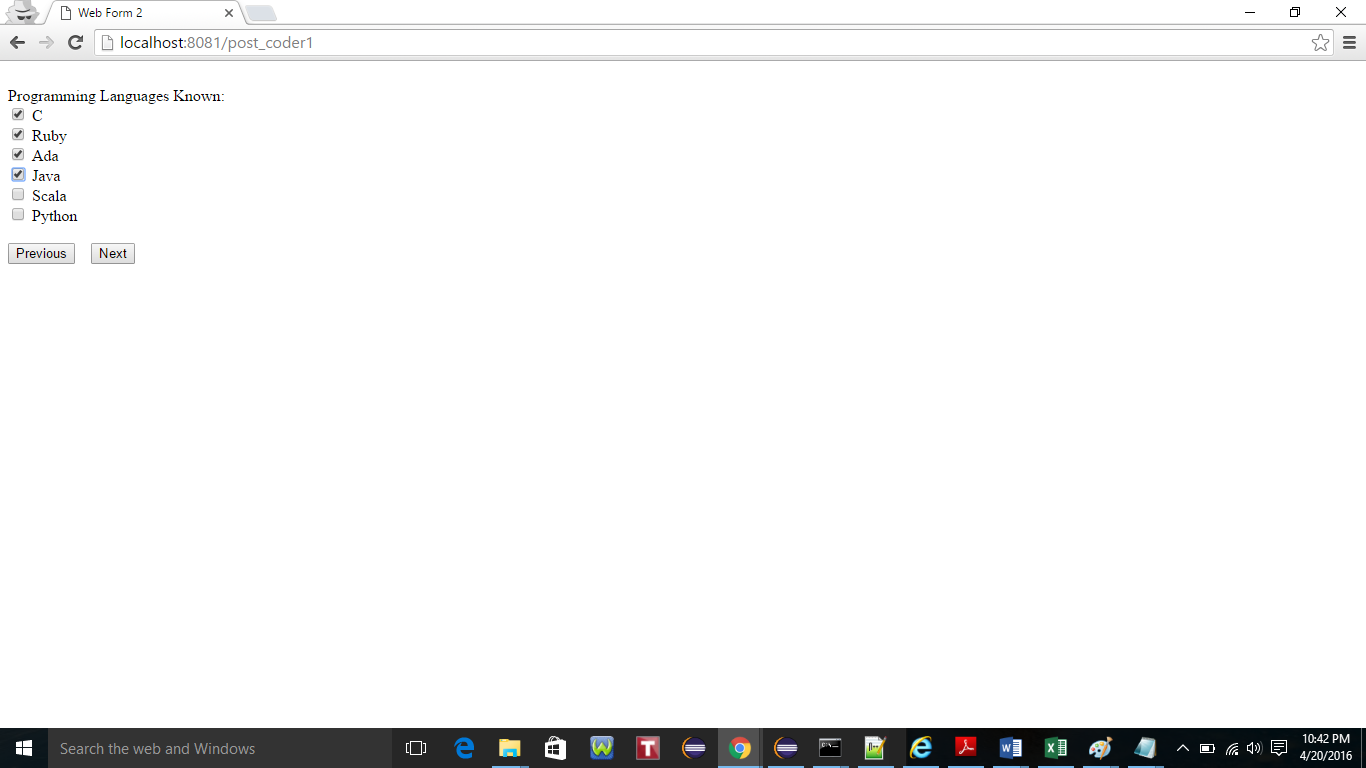 Web Form 2
localhost:8081/post_coder1
Programming Languages Known:
C
Ruby
Ada
Java
Scala
Python
Previous Next
Search the web and Windows
10:42 PM
4/20/2016